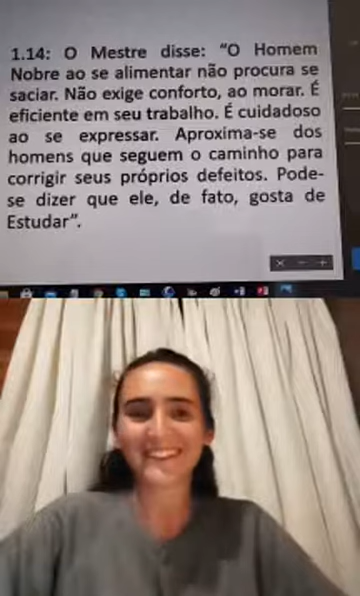 1.14: O Mestre disse: "O Homem
Nobre ao se alimentar não procura se
saciar. Não exige conforto, ao morar. É
eficiente em seu trabalho. É cuidadoso
ao se expressar. Aproxima-se dos
homens que seguem o caminho para
corrigir seus próprios defeitos. Pode-
se dizer que ele, de fato, gosta de
Estudar".